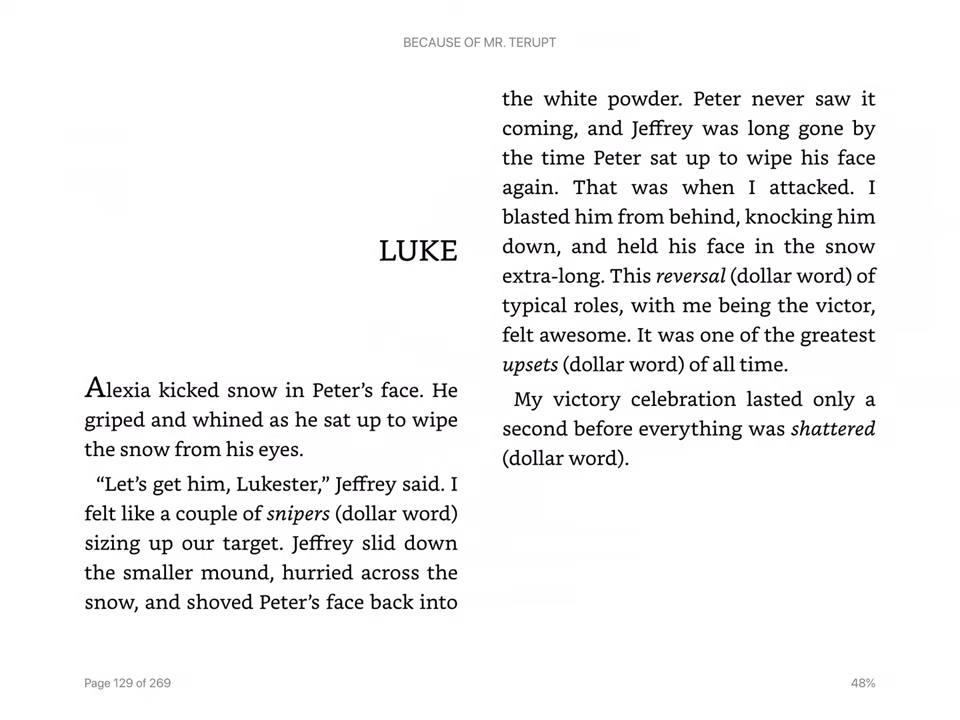 BECAUSE OF MR. TERUPT
LUKE
Alexia kicked snow in Peter’s face. He
griped and whined as he sat up to wipe
the snow from his eyes.
“Let’s get him, Lukester,” Jeffrey said. I
felt like a couple of snipers (dollar word)
sizing up our target. Jeffrey slid down
the smaller mound, hurried across the
snow, and shoved Peter’s face back into
the white powder. Peter never saw it
coming, and Jeffrey was long gone by
the time Peter sat up to wipe his face
again. That was when I attacked. I
blasted him from behind, knocking him
down, and held his face in the snow
extra-long. This reversal (dollar word) of
typical roles, with me being the victor,
felt awesome. It was one of the greatest
upsets (dollar word) of all time.
My victory celebration lasted only a
second before everything was shattered
(dollar word).
Page 129 of 269
48%